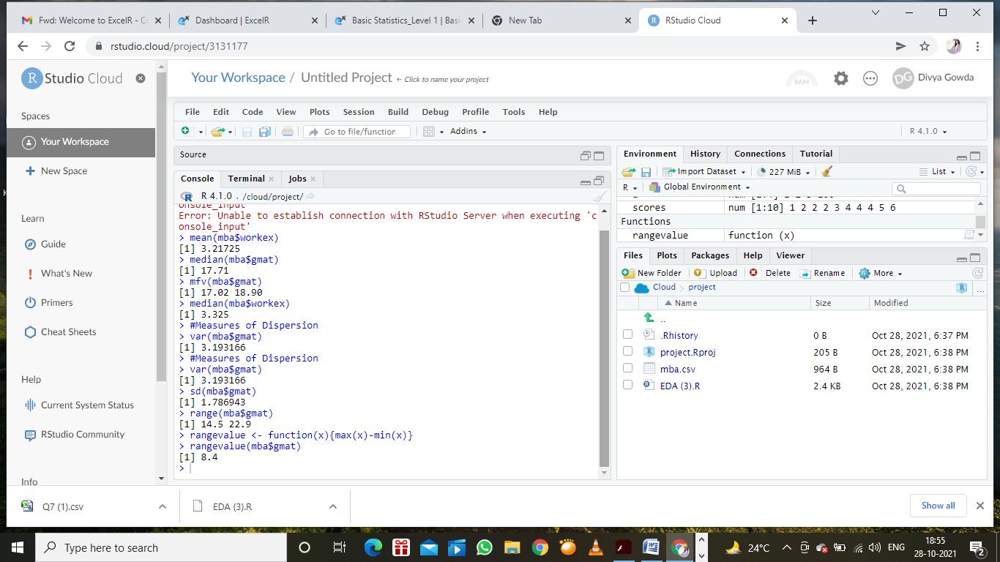 Fwd: Welcome to ExcelR - Co
Dashboard | ExcelR
Basic Statistics_Level 1 | Basi
New Tab
RStudio Cloud
rstudio.cloud/project/3131177
R Studio Cloud
Your Workspace / Untitled Project ← Click to name your project
RAM
DG Divya Gowda
Spaces
Your Workspace
New Space
Learn
Guide
What's New
Primers
Cheat Sheets
Help
Current System Status
RStudio Community
Info
File Edit Code View Plots Session Build Debug Profile Tools Help
Go to file/function
Addins
R 4.1.0
Source
Console Terminal Jobs
R 4.1.0 . /cloud/project/
onsole_input'
Error: Unable to establish connection with RStudio Server when executing 'c
onsole_input'
> mean(mba$workex)
[1] 3.21725
> median(mba$gmat)
[1] 17.71
> mfv(mba$gmat)
[1] 17.02 18.90
> median(mba$workex)
[1] 3.325
> #Measures of Dispersion
> var(mba$gmat)
[1] 3.193166
> #Measures of Dispersion
> var(mba$gmat)
[1] 3.193166
> sd(mba$gmat)
[1] 1.786943
> range(mba$gmat)
[1] 14.5 22.9
> rangevalue <- function(x){max(x)-min(x)}
> rangevalue(mba$gmat)
[1] 8.4
>
Environment History Connections Tutorial
Import Dataset 227 MiB List
R Global Environment
scores num [1:10] 1 2 2 2 3 4 4 4 5 6
Functions
rangevalue function (x)
Files Plots Packages Help Viewer
New Folder Upload Delete Rename More
Cloud project ...
Name Size Modified
..
.Rhistory 0 B Oct 28, 2021, 6:37 PM
project.Rproj 205 B Oct 28, 2021, 6:38 PM
mba.csv 964 B Oct 28, 2021, 6:38 PM
EDA (3).R 2.4 KB Oct 28, 2021, 6:38 PM
Q7 (1).csv
EDA (3).R
Show all
Type here to search
24°C
ENG
18:55
28-10-2021
2